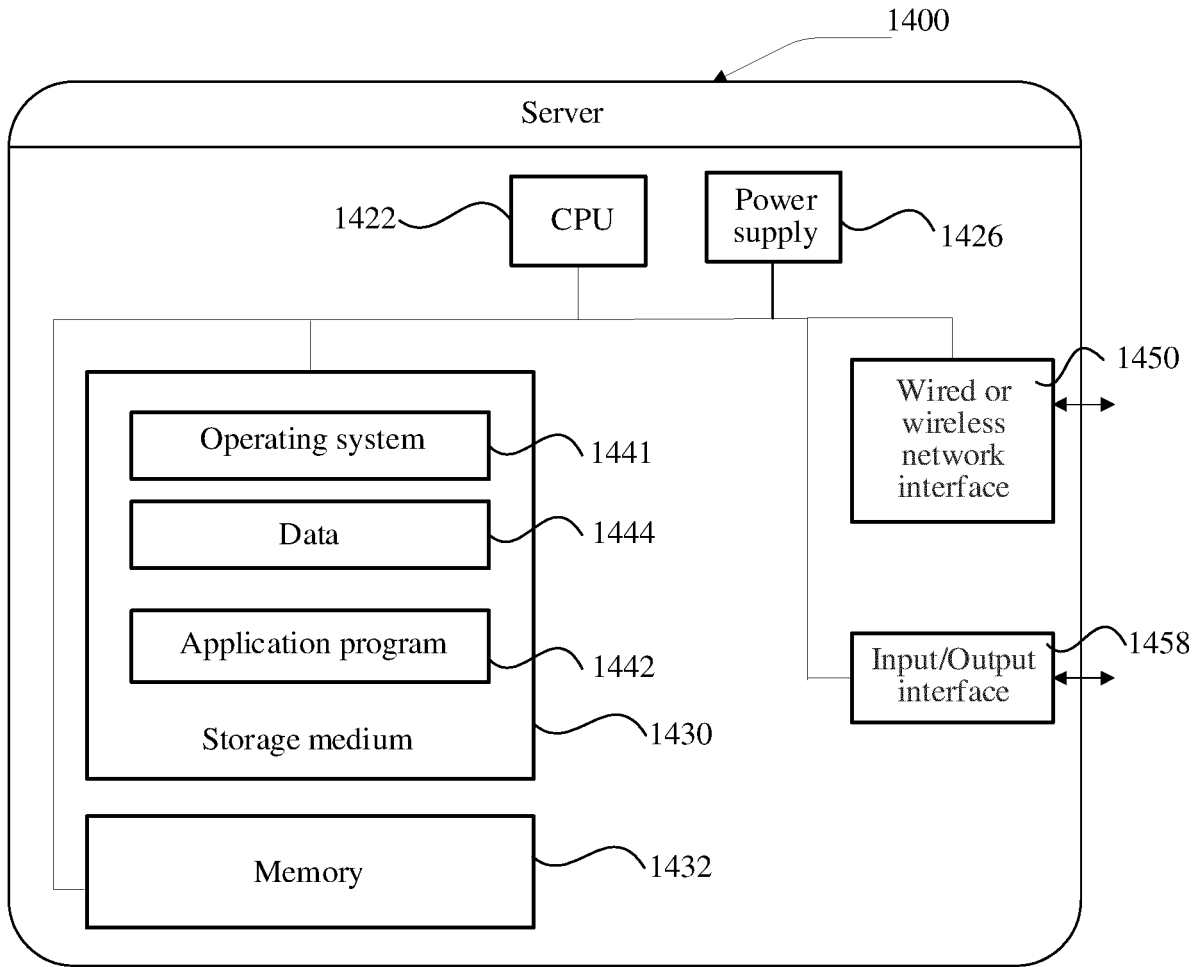 1400
Server
1422
CPU
Power
supply
1426
1450
Wired or
wireless
network
interface
Operating system
1441
Data
1444
Application program
1442
Storage medium
1430
1458
Input/Output
interface
Memory
1432